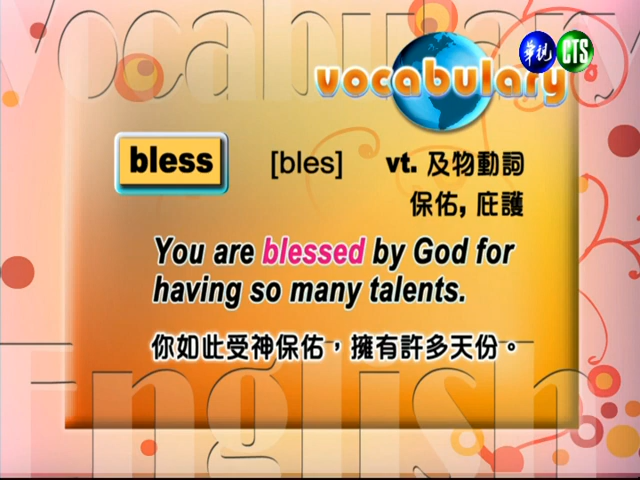 Vocabulary
華視 CTS
vocabulary
bless [bles] vt. 及物動詞
保佑, 庇護
You are blessed by God for
having so many talents.
你如此受神保佑，擁有許多天份。
English